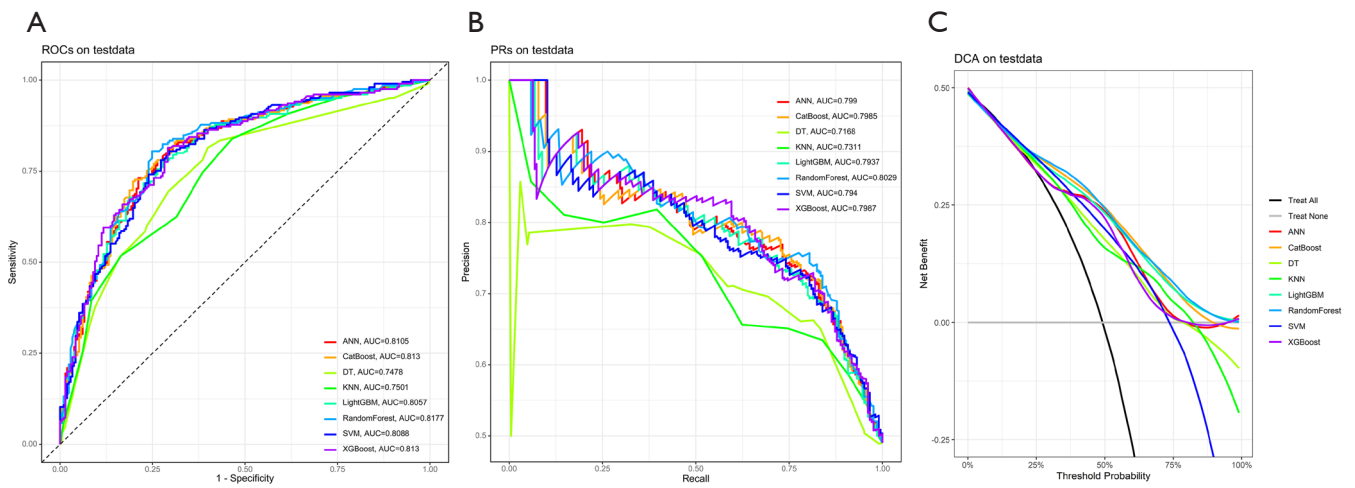 A
ROCs on testdata
1.00
0.75
0.50
0.25
0.00
Sensitivity
ANN, AUC=0.8105
CatBoost, AUC=0.813
DT, AUC=0.7478
KNN, AUC=0.7501
LightGBM, AUC=0.8057
RandomForest, AUC=0.8177
SVM, AUC=0.8088
XGBoost, AUC=0.813
0.00 0.25 0.50 0.75 1.00
1 - Specificity
B
PRs on testdata
1.0
0.9
0.8
0.7
0.6
0.5
Precision
ANN, AUC=0.799
CatBoost, AUC=0.7985
DT, AUC=0.7168
KNN, AUC=0.7311
LightGBM, AUC=0.7937
RandomForest, AUC=0.8029
SVM, AUC=0.794
XGBoost, AUC=0.7987
0.00 0.25 0.50 0.75 1.00
Recall
C
DCA on testdata
0.50
0.25
0.00
-0.25
Net Benefit
0% 25% 50% 75% 100%
Threshold Probability
Treat All
Treat None
ANN
CatBoost
DT
KNN
LightGBM
RandomForest
SVM
XGBoost